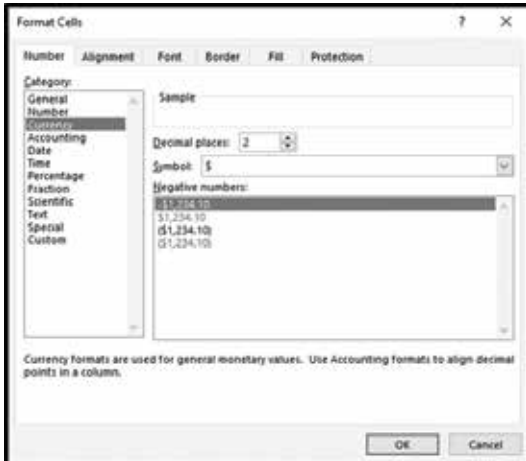 Format Cells ? ×
Number Alignment Font Border Fill Protection
Category:
General
Number
Currency
Accounting
Date
Time
Percentage
Fraction
Scientific
Text
Special
Custom
Sample
Decimal places: 2
Symbol: $
Negative numbers:
-$1,234.10
$1,234.10
($1,234.10)
($1,234.10)
Currency formats are used for general monetary values. Use Accounting formats to align decimal
points in a column.
OK Cancel